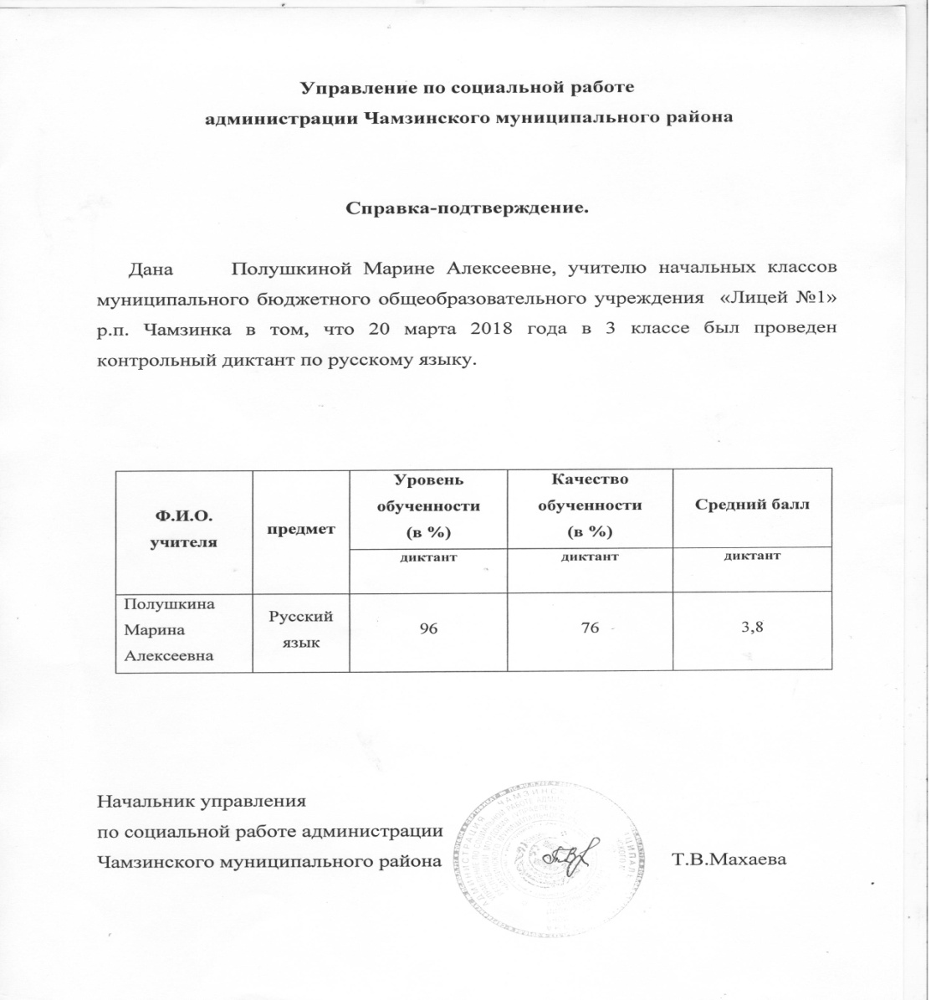 Управление по социальной работе
администрации Чамзинского муниципального района
Справка-подтверждение.
Дана Полушкиной Марине Алексеевне, учителю начальных классов
муниципального бюджетного общеобразовательного учреждения «Лицей №1»
р.п. Чамзинка в том, что 20 марта 2018 года в 3 классе был проведен
контрольный диктант по русскому языку.
Ф.И.О.
учителя
предмет
Уровень
обученности
(в %)
Качество
обученности
(в %)
Средний балл
диктант
диктант
диктант
Полушкина
Марина
Алексеевна
Русский
язык
96
76
3,8
Начальник управления
по социальной работе администрации
Чамзинского муниципального района
Т.В.Махаева